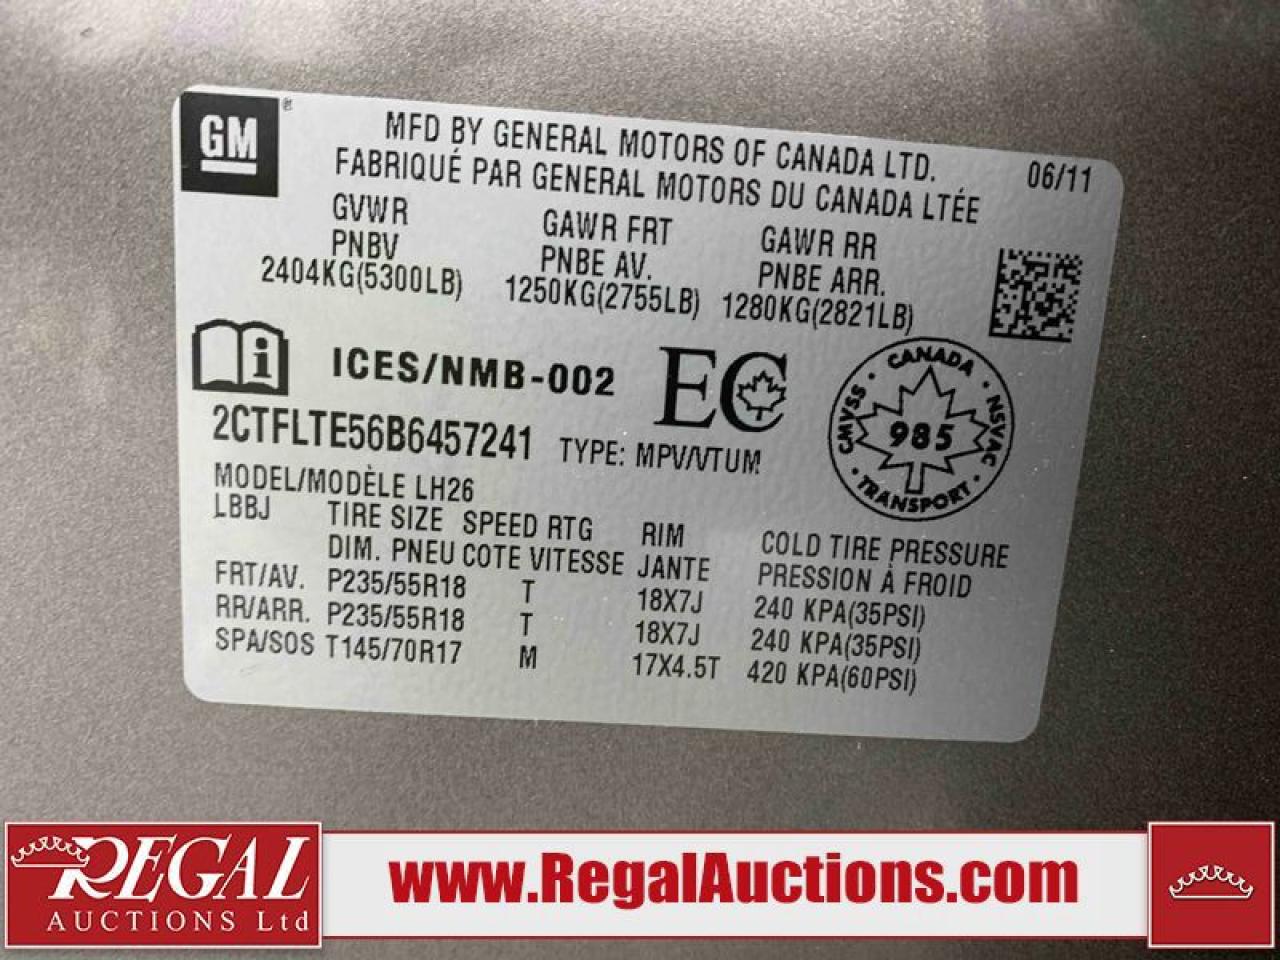 GM ®
MFD BY GENERAL MOTORS OF CANADA LTD. 06/11
FABRIQUÉ PAR GENERAL MOTORS DU CANADA LTÉE
GVWR GAWR FRT GAWR RR
PNBV PNBE AV. PNBE ARR.
2404KG(5300LB) 1250KG(2755LB) 1280KG(2821LB)
i ICES/NMB-002 EC
CANADA
CMVSS 985 NSVAC
TRANSPORT
2CTFLTE56B6457241 TYPE: MPV/VTUM
MODEL/MODÈLE LH26
LBBJ TIRE SIZE SPEED RTG RIM COLD TIRE PRESSURE
DIM. PNEU COTE VITESSE JANTE PRESSION À FROID
FRT/AV. P235/55R18 T 18X7J 240 KPA(35PSI)
RR/ARR. P235/55R18 T 18X7J 240 KPA(35PSI)
SPA/SOS T145/70R17 M 17X4.5T 420 KPA(60PSI)
REGAL
AUCTIONS Ltd
www.RegalAuctions.com